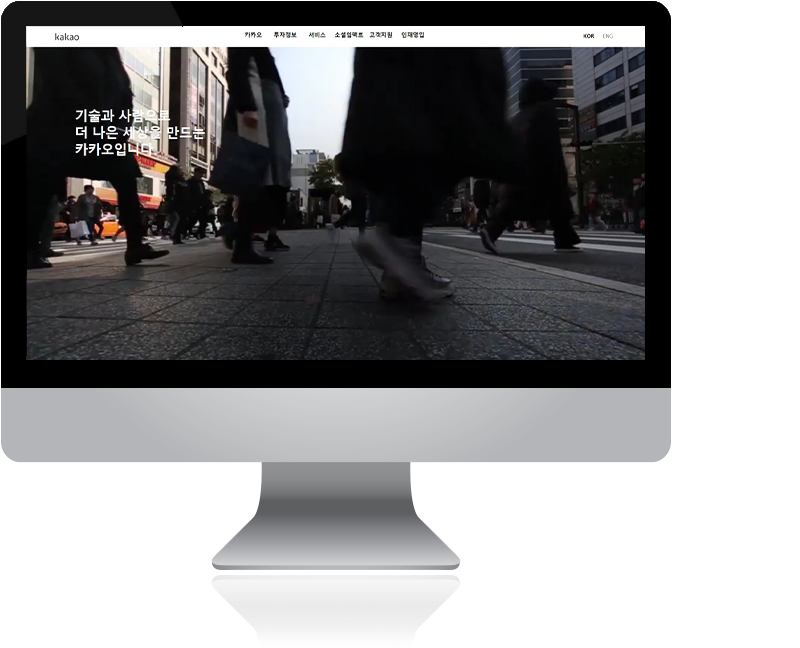 kakao
카카오 투자정보 서비스 소셜임팩트 고객지원 인재영입
KOR ENG
기술과 사람으로
더 나은 세상을 만드는
카카오입니다